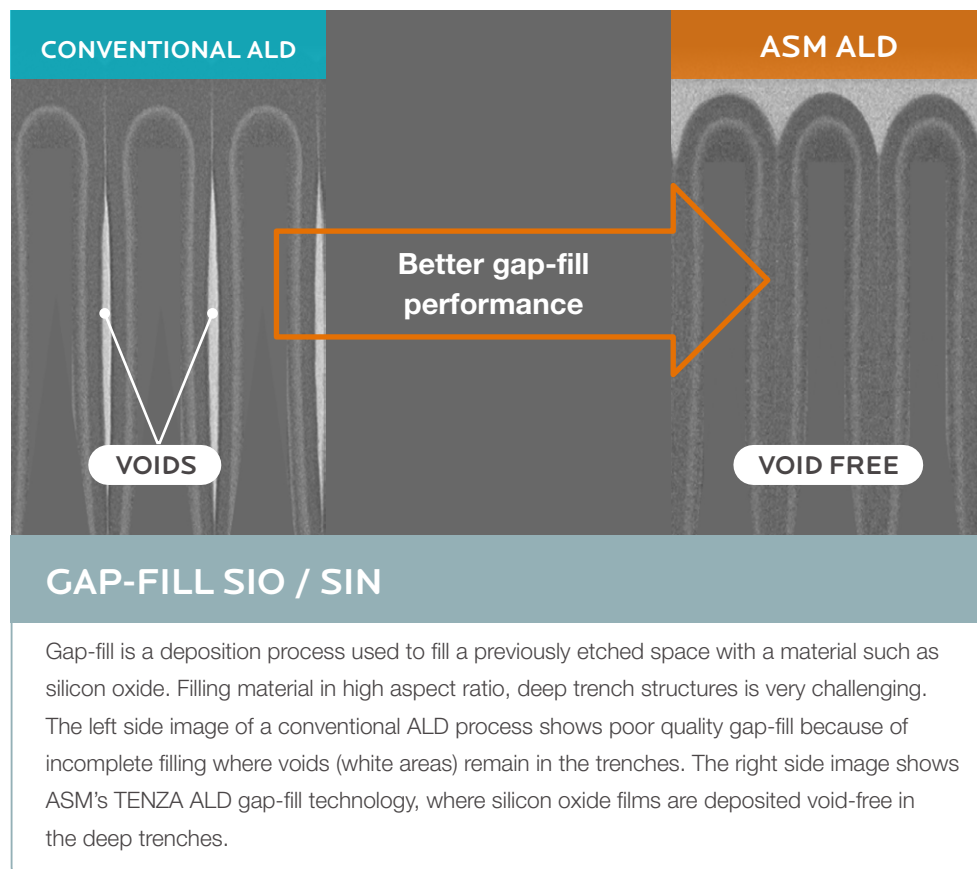 CONVENTIONAL ALD
ASM ALD
Better gap-fill
performance
VOIDS
VOID FREE
GAP-FILL SIO / SIN
Gap-fill is a deposition process used to fill a previously etched space with a material such as
silicon oxide. Filling material in high aspect ratio, deep trench structures is very challenging.
The left side image of a conventional ALD process shows poor quality gap-fill because of
incomplete filling where voids (white areas) remain in the trenches. The right side image shows
ASM's TENZA ALD gap-fill technology, where silicon oxide films are deposited void-free in
the deep trenches.